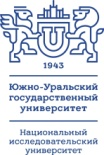 1943
Южно-Уральский
государственный
университет
Национальный
исследовательский
университет